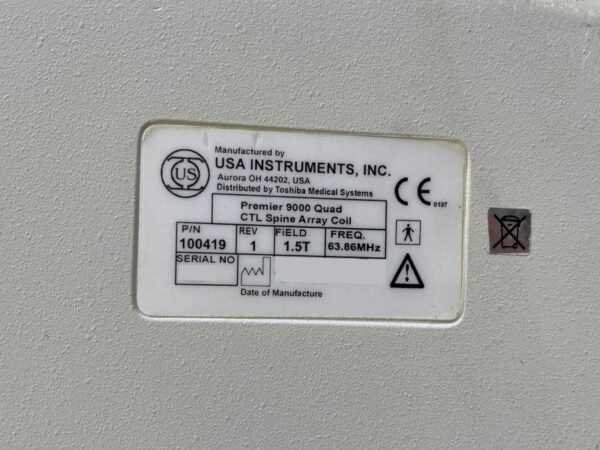 Manufactured by
USA INSTRUMENTS, INC.
Aurora OH 44202, USA
Distributed by Toshiba Medical Systems
US
CE 0197
Premier 9000 Quad
CTL Spine Array Coil
P/N REV FiELD FREQ.
100419 1 1.5T 63.86MHz
SERIAL NO
Date of Manufacture